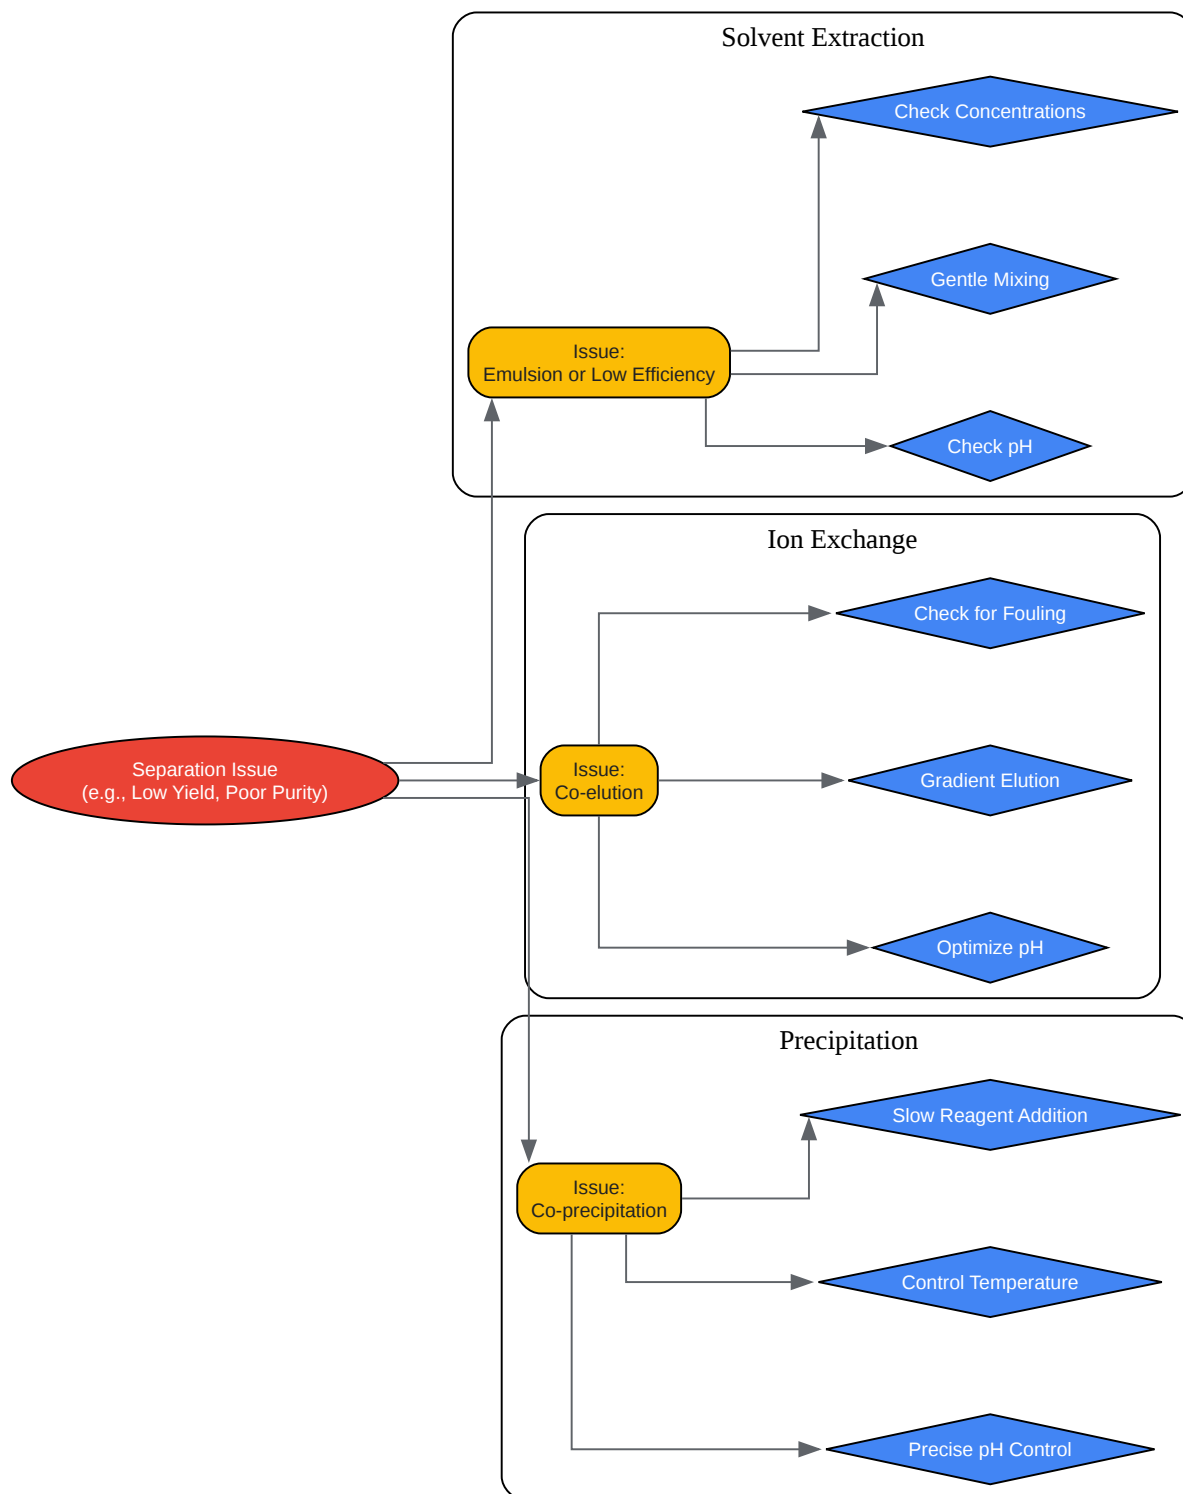 Solvent Extraction
Check Concentrations
Gentle Mixing
Issue:
Emulsion or Low Efficiency
Check pH
Ion Exchange
Check for Fouling
Separation Issue
(e.g., Low Yield, Poor Purity)
Issue:
Co-elution
Gradient Elution
Optimize pH
Precipitation
Slow Reagent Addition
Issue:
Co-precipitation
Control Temperature
Precise pH Control